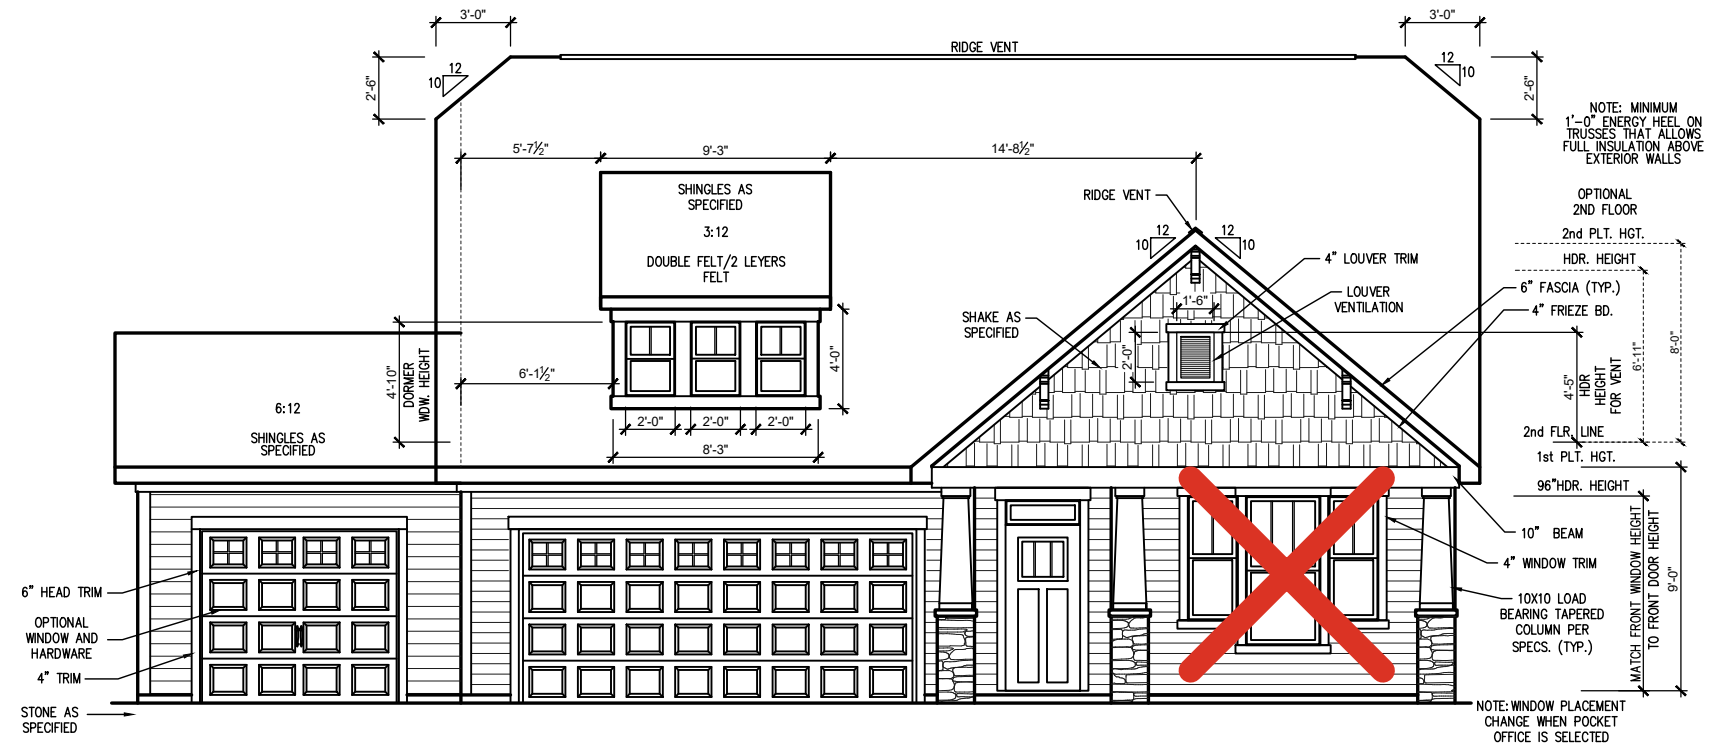 3'-0"
3'-0"
RIDGE VENT
12
10
2'-6"
12
10
2'-6"
NOTE: MINIMUM
1'-0" ENERGY HEEL ON
TRUSSES THAT ALLOWS
FULL INSULATION ABOVE
EXTERIOR WALLS
5'-7½"
9'-3"
14'-8½"
SHINGLES AS
SPECIFIED
3:12
DOUBLE FELT/2 LEYERS
FELT
RIDGE VENT
12
10
12
10
OPTIONAL
2ND FLOOR
2nd PLT. HGT.
HDR. HEIGHT
4" LOUVER TRIM
LOUVER
VENTILATION
6" FASCIA (TYP.)
4" FRIEZE BD.
1'-6"
2'-0"
SHAKE AS
SPECIFIED
4'-10"
DORMER
WDW. HEIGHT
6'-1½"
4'-0"
2'-0"
2'-0"
2'-0"
8'-3"
4'-5"
HDR
HEIGHT
FOR VENT
6'-11"
8'-0"
6:12
SHINGLES AS
SPECIFIED
2nd FLR. LINE
1st PLT. HGT.
96"HDR. HEIGHT
10" BEAM
4" WINDOW TRIM
10X10 LOAD
BEARING TAPERED
COLUMN PER
SPECS. (TYP.)
MATCH FRONT WINDOW HEIGHT
TO FRONT DOOR HEIGHT
9'-0"
6" HEAD TRIM
OPTIONAL
WINDOW AND
HARDWARE
4" TRIM
STONE AS
SPECIFIED
NOTE: WINDOW PLACEMENT
CHANGE WHEN POCKET
OFFICE IS SELECTED